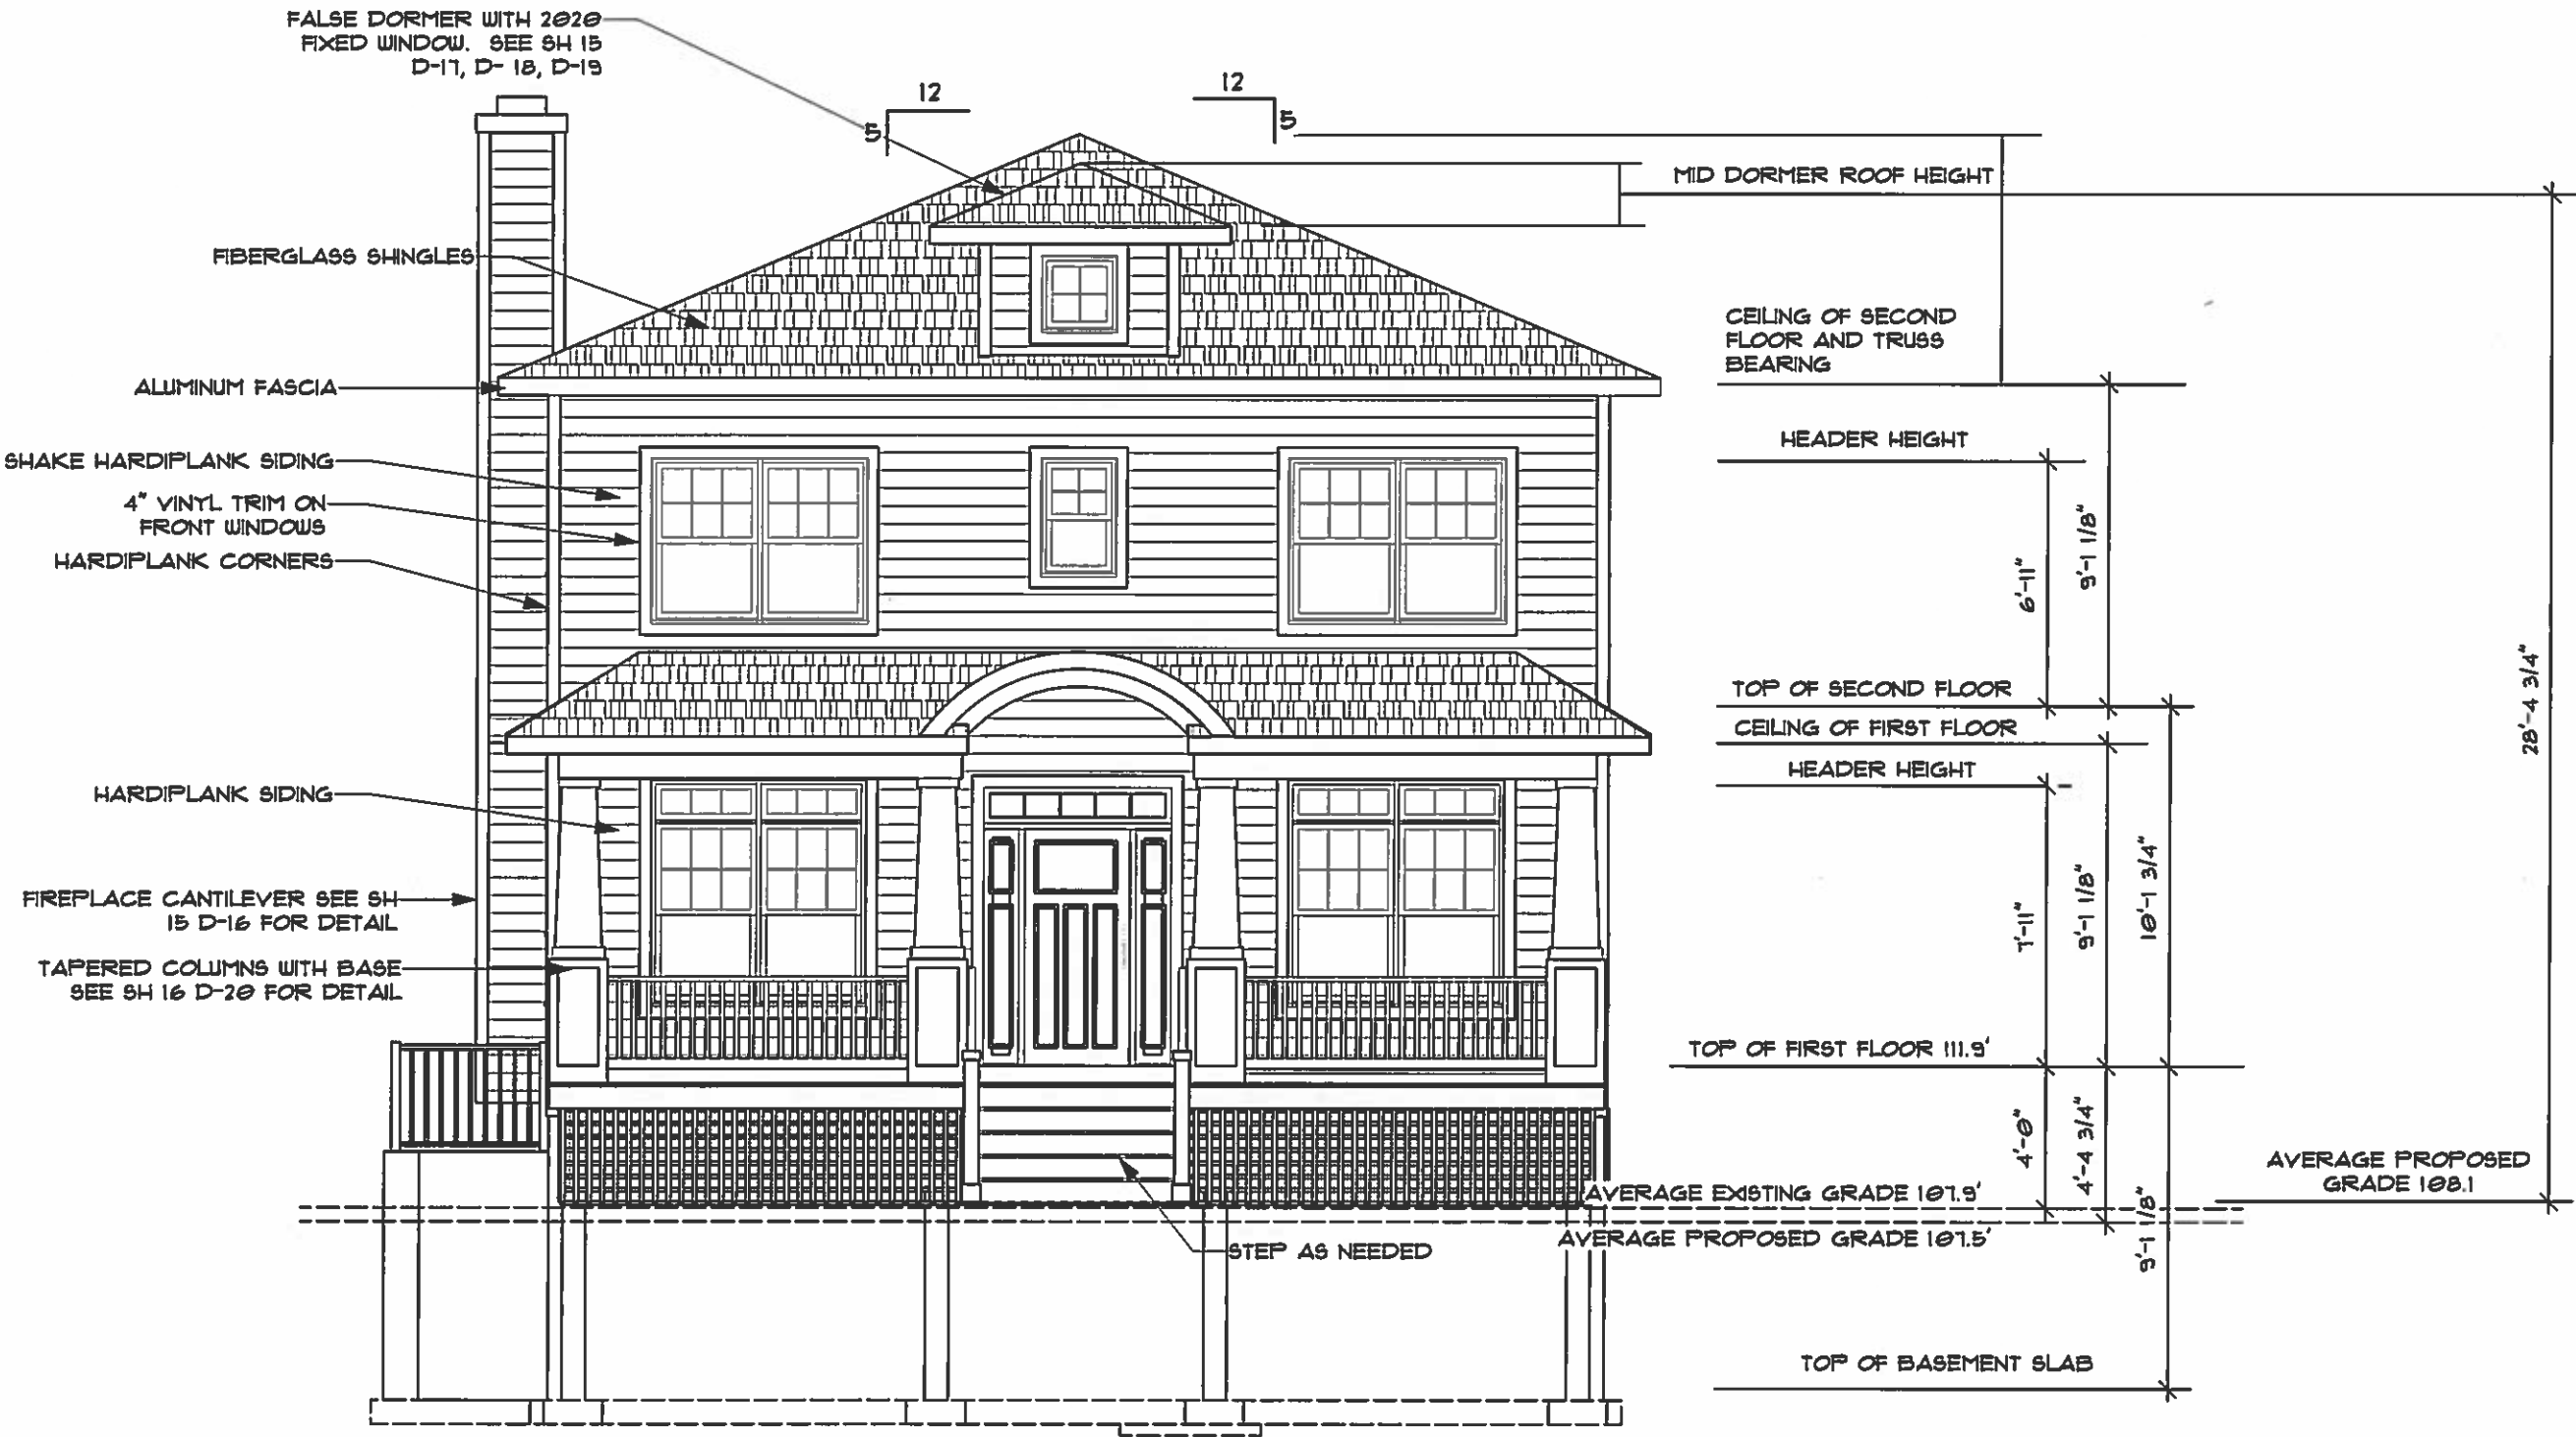 FALSE DORMER WITH 2020
FIXED WINDOW. SEE SH 15
D-17, D- 18, D-19
12
5
12
5
MID DORMER ROOF HEIGHT
FIBERGLASS SHINGLES
CEILING OF SECOND
FLOOR AND TRUSS
BEARING
ALUMINUM FASCIA
HEADER HEIGHT
SHAKE HARDIPLANK SIDING
4" VINYL TRIM ON
FRONT WINDOWS
HARDIPLANK CORNERS
6'-11"
9'-1 1/8"
28'-4 3/4"
TOP OF SECOND FLOOR
CEILING OF FIRST FLOOR
HEADER HEIGHT
HARDIPLANK SIDING
FIREPLACE CANTILEVER SEE SH
15 D-16 FOR DETAIL
7'-11"
9'-1 1/8"
10'-1 3/4"
TAPERED COLUMNS WITH BASE
SEE SH 16 D-20 FOR DETAIL
TOP OF FIRST FLOOR 111.9'
4'-0"
4'-4 3/4"
9'-1 1/8"
AVERAGE PROPOSED
GRADE 108.1
AVERAGE EXISTING GRADE 107.9'
AVERAGE PROPOSED GRADE 107.5'
STEP AS NEEDED
TOP OF BASEMENT SLAB